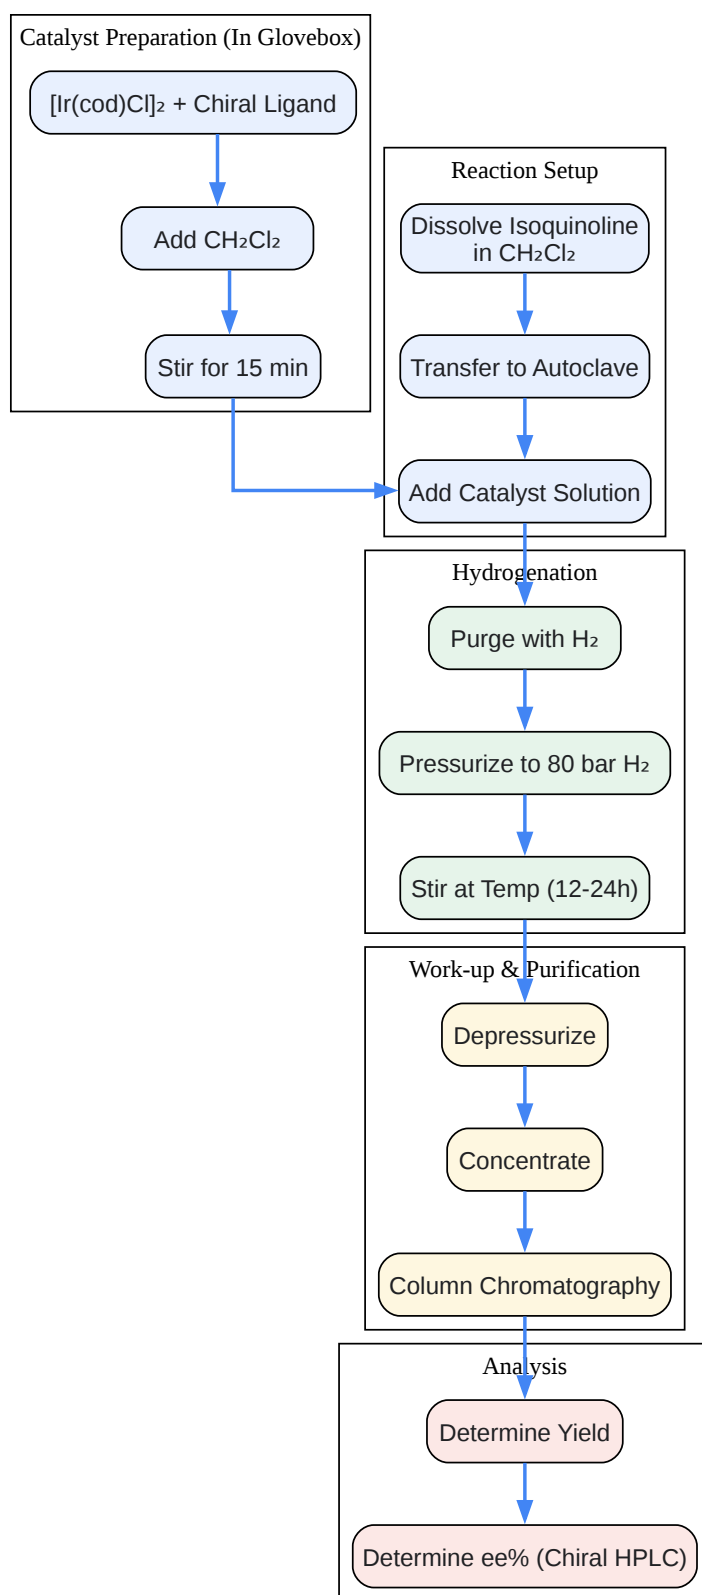 Catalyst Preparation (In Glovebox)
[Ir(cod)Cl]₂ + Chiral Ligand
Add CH₂Cl₂
Stir for 15 min
Reaction Setup
Dissolve Isoquinoline
in CH₂Cl₂
Transfer to Autoclave
Add Catalyst Solution
Hydrogenation
Purge with H₂
Pressurize to 80 bar H₂
Stir at Temp (12-24h)
Work-up & Purification
Depressurize
Concentrate
Column Chromatography
Analysis
Determine Yield
Determine ee% (Chiral HPLC)